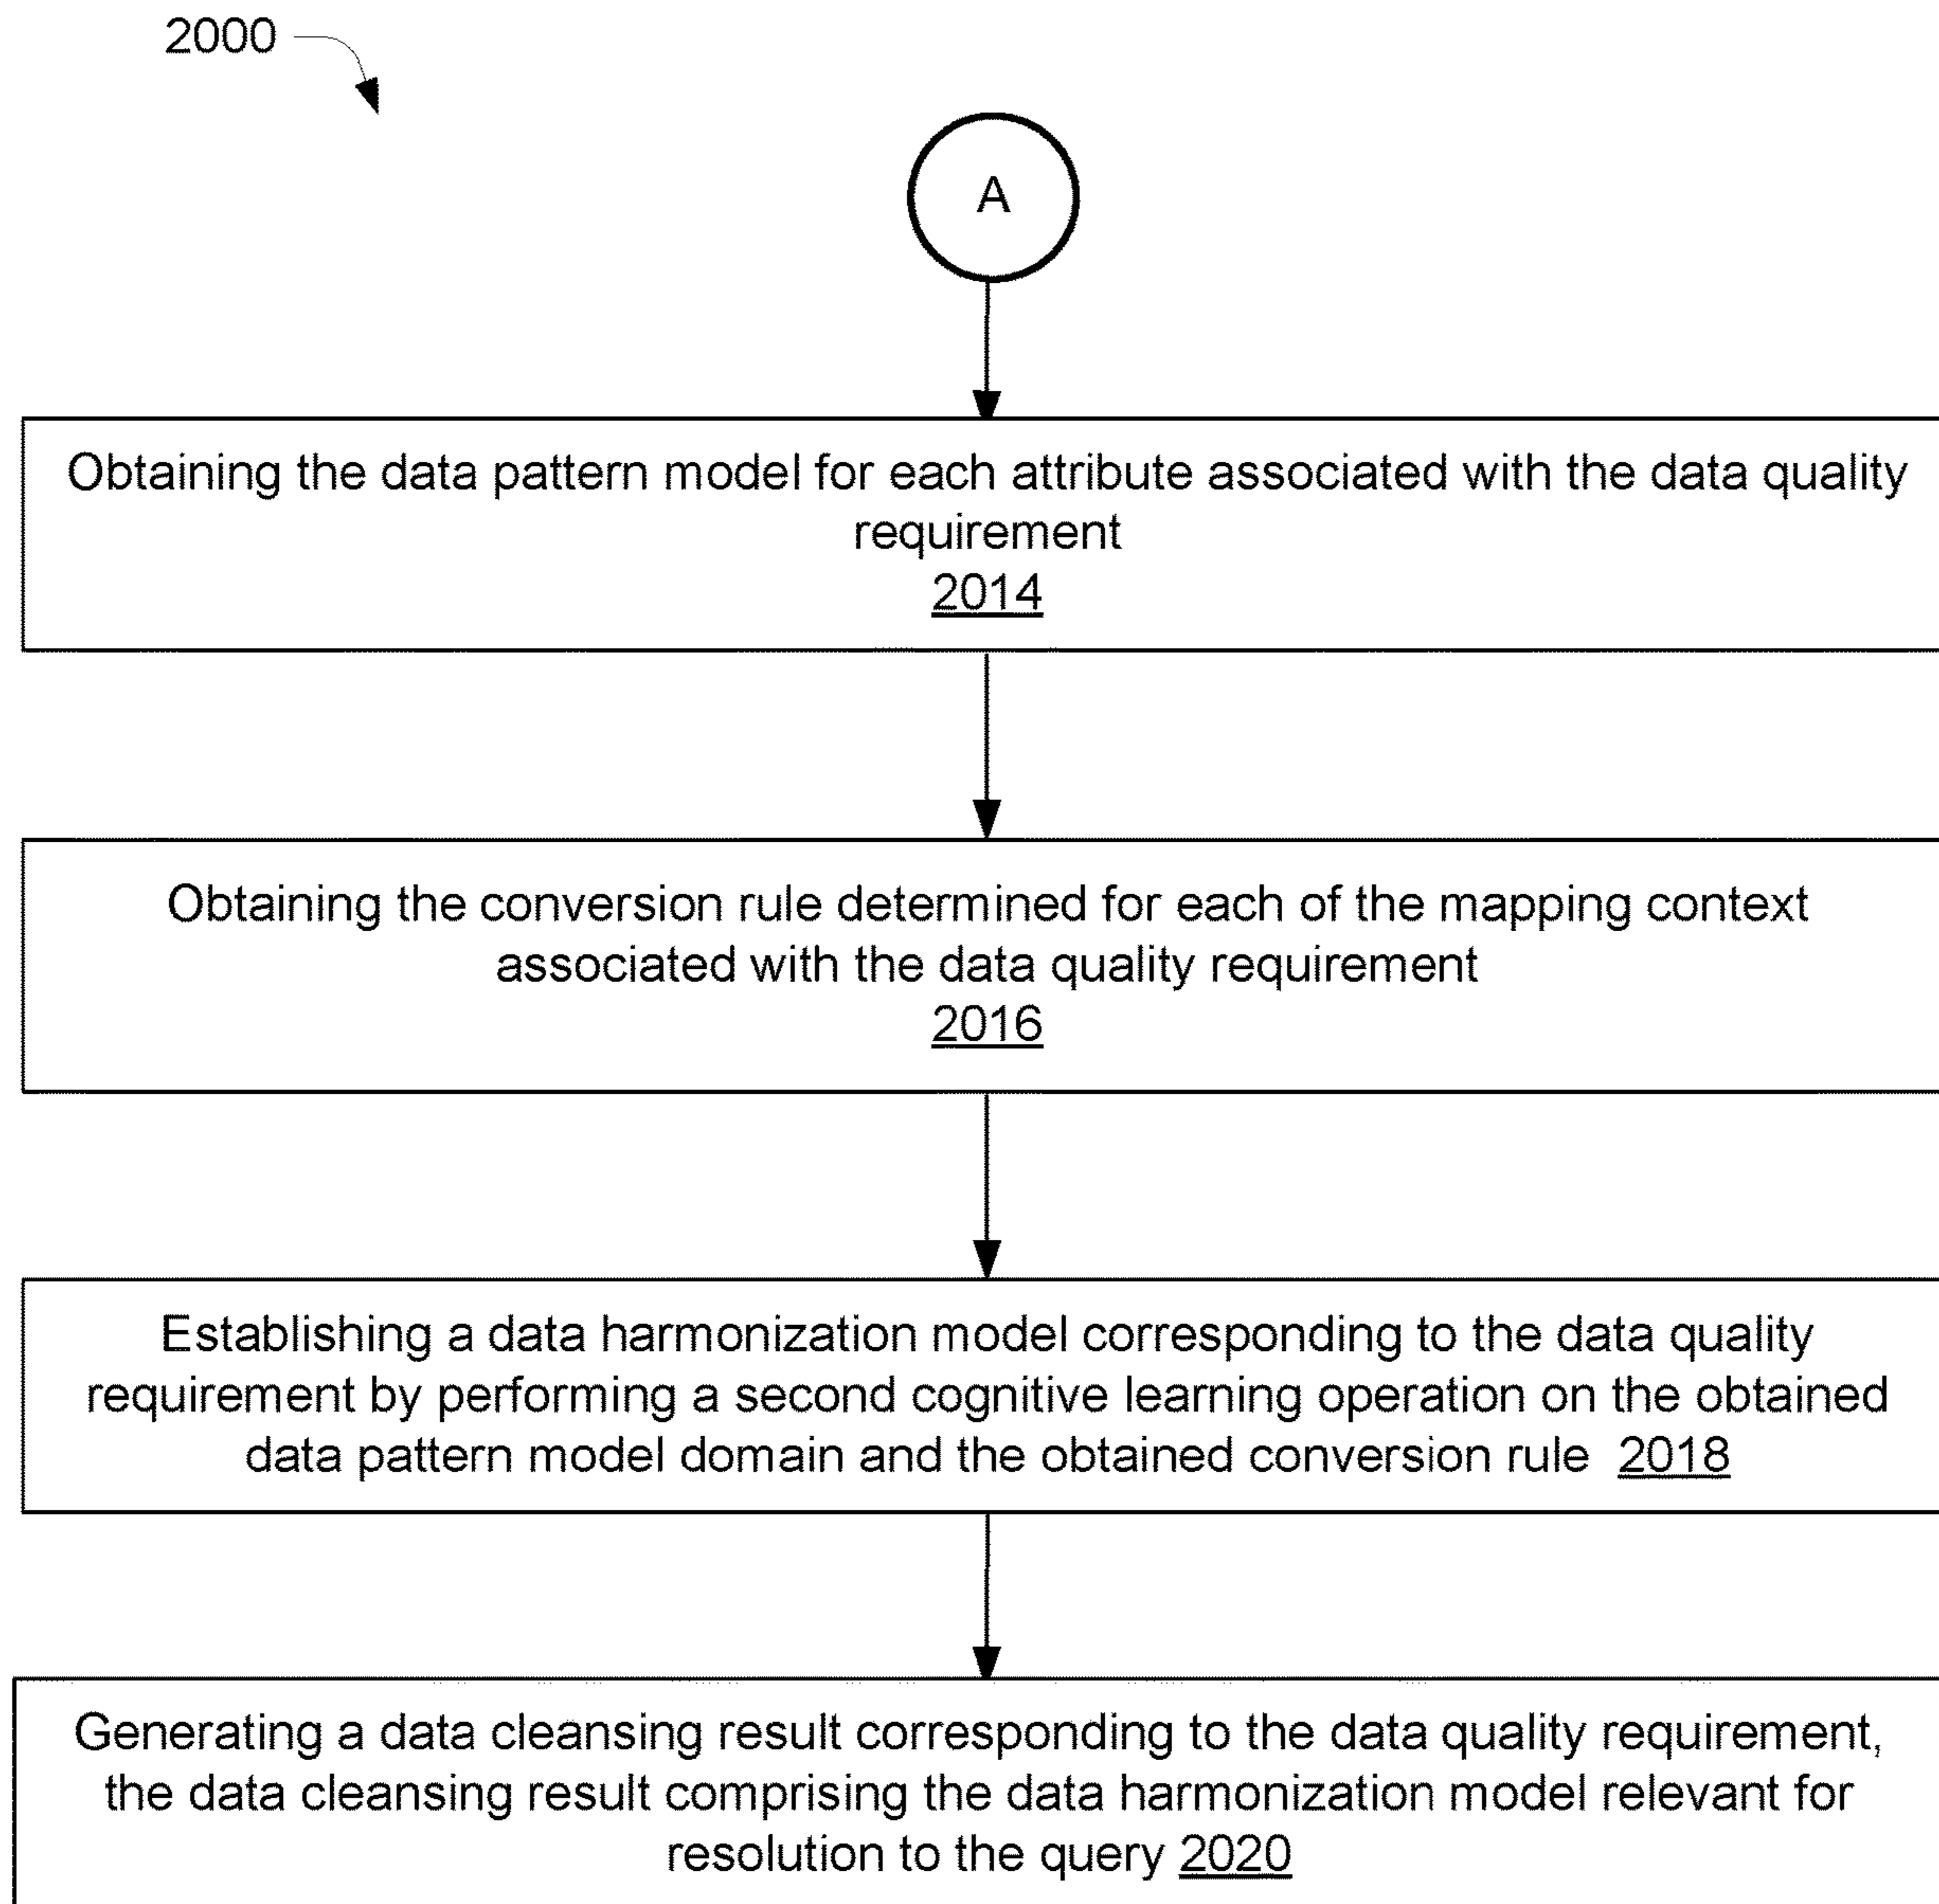 2000
A
Obtaining the data pattern model for each attribute associated with the data quality
requirement
2014
Obtaining the conversion rule determined for each of the mapping context
associated with the data quality requirement
2016
Establishing a data harmonization model corresponding to the data quality
requirement by performing a second cognitive learning operation on the obtained
data pattern model domain and the obtained conversion rule 2018
Generating a data cleansing result corresponding to the data quality requirement,
the data cleansing result comprising the data harmonization model relevant for
resolution to the query 2020